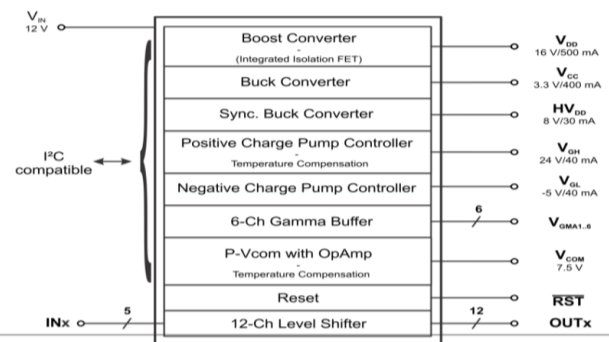 VIN
12 V
Boost Converter
-
(Integrated Isolation FET)
VDD
16 V/500 mA
Buck Converter
VCC
3.3 V/400 mA
Sync. Buck Converter
HVDD
8 V/30 mA
I²C
compatible
Positive Charge Pump Controller
-
Temperature Compensation
VGH
24 V/40 mA
Negative Charge Pump Controller
VGL
-5 V/40 mA
6-Ch Gamma Buffer
6
VGMA1..6
P-Vcom with OpAmp
-
Temperature Compensation
VCOM
7.5 V
Reset
RST
INx
5
12-Ch Level Shifter
12
OUTx